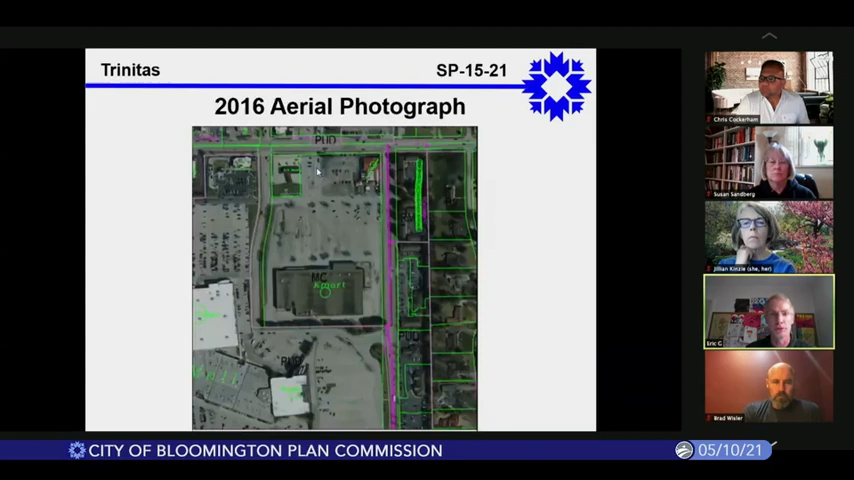 Trinitas
SP-15-21
2016 Aerial Photograph
PUD
MC
Kmart
PUD
Chris Cockerham
Susan Sandberg
Jillian Kinzie (she, her)
Eric G
Brad Wisler
CITY OF BLOOMINGTON PLAN COMMISSION
05/10/21